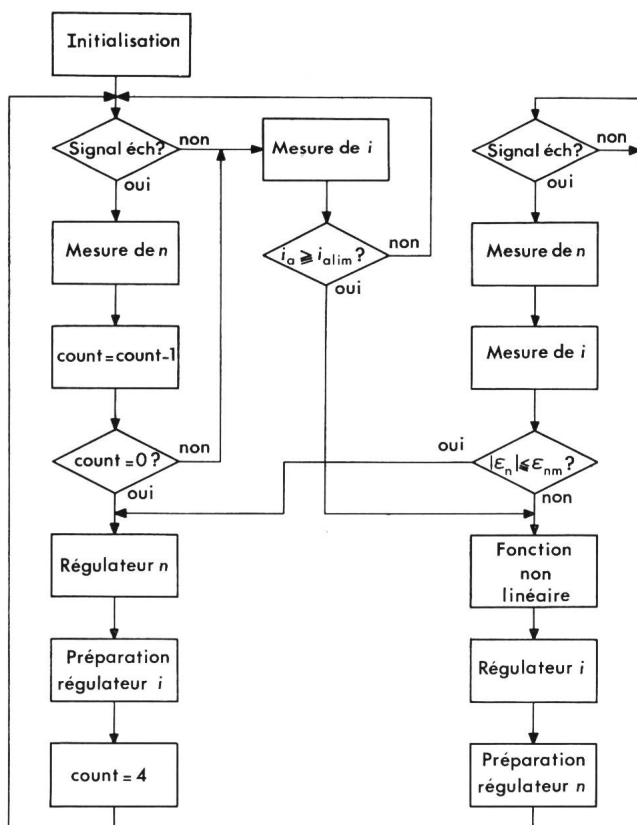 Initialisation
Signal éch?
non
oui
Mesure de n
count = count-1
count = 0 ?
non
oui
Régulateur n
Préparation
régulateur i
count = 4
Mesure de i
i_a ≧ i_alim ?
non
oui
Signal éch?
non
oui
Mesure de n
Mesure de i
oui
|ε_n| ≦ ε_nm ?
non
Fonction
non
linéaire
Régulateur i
Préparation
régulateur n